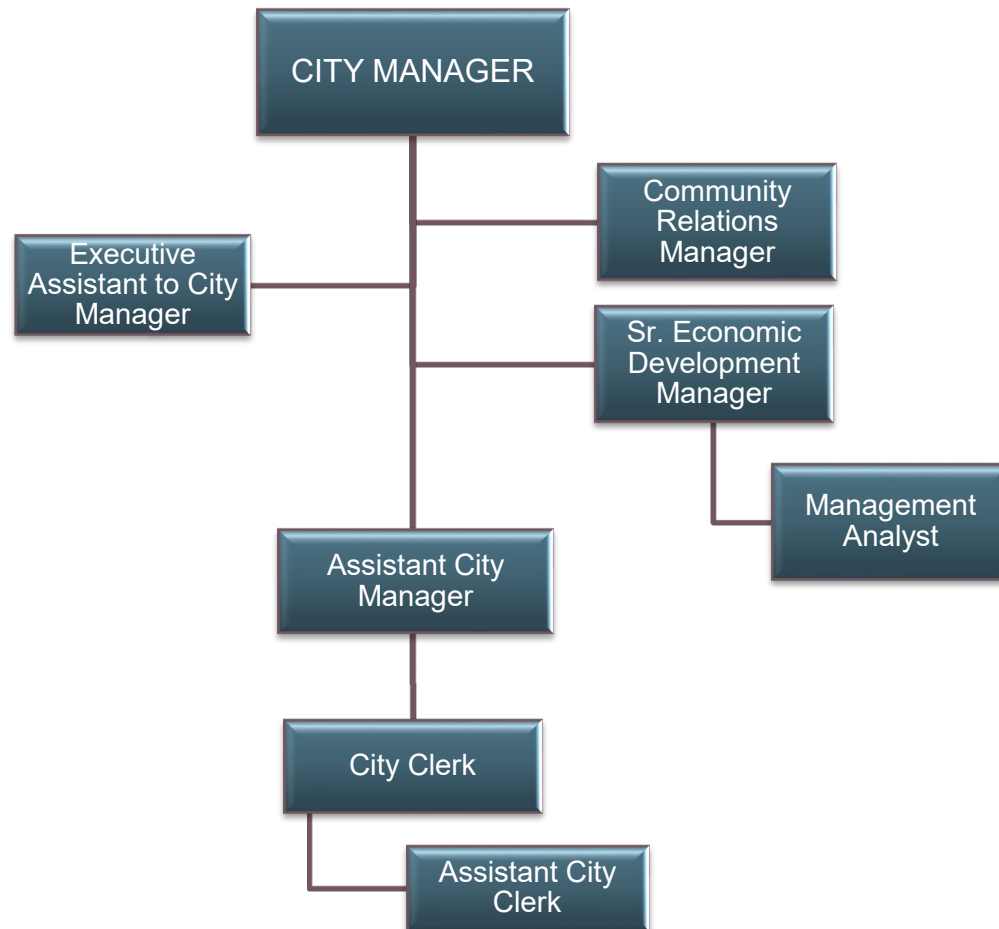 CITY MANAGER
Community
Relations
Manager
Executive
Assistant to City
Manager
Sr. Economic
Development
Manager
Management
Analyst
Assistant City
Manager
City Clerk
Assistant City
Clerk